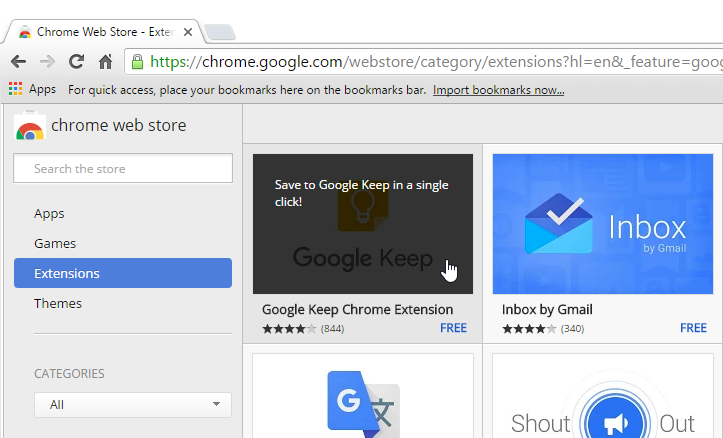 Chrome Web Store - Exter
https://chrome.google.com/webstore/category/extensions?hl=en&_feature=goog
Apps
For quick access, place your bookmarks here on the bookmarks bar. Import bookmarks now...
chrome web store
Search the store
Apps
Games
Extensions
Themes
CATEGORIES
All
Save to Google Keep in a single
click!
Google Keep
Google Keep Chrome Extension
(844)
FREE
Inbox
by Gmail
Inbox by Gmail
(340)
FREE
G
文
Shout Out